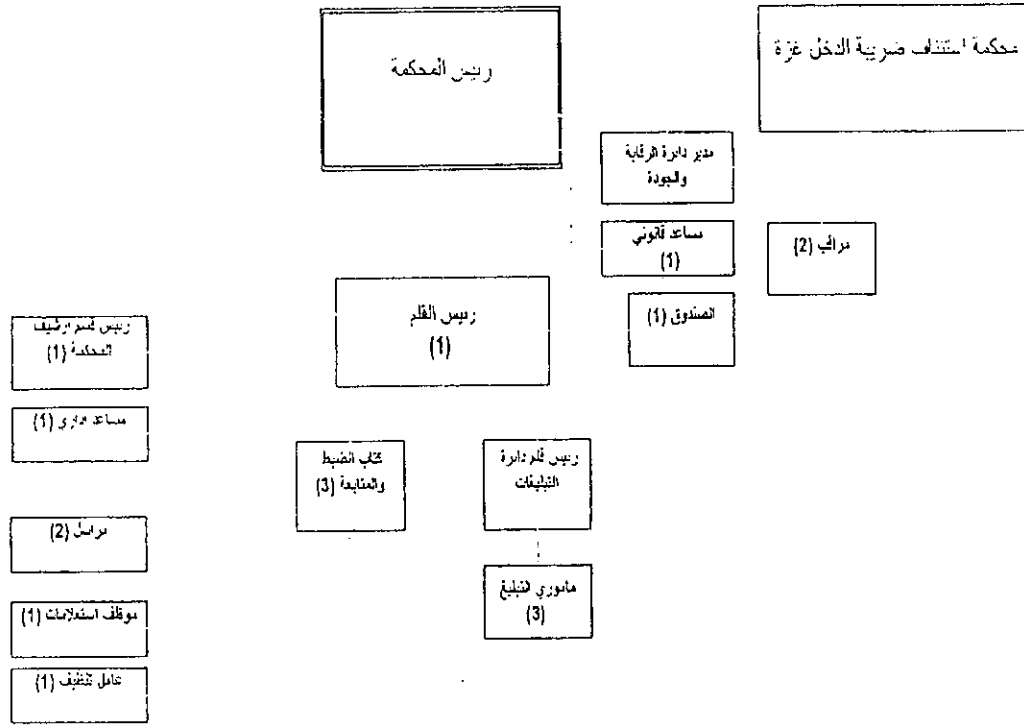 محكمة استئناف ضريبة الدخل غزة
رئيس المحكمة
مدير دائرة الرقابة
والجودة
مساعد قانوني
(1)
مراقب (2)
الصندوق (1)
رئيس القلم
(1)
رئيس قسم ارشيف
المحكمة (1)
مساعد اداري (1)
رئيس قلم دائرة
التبليغات
كتاب الضبط
والمتابعة (3)
مراسل (2)
مأموري التبليغ
(3)
موظف استعلامات (1)
عامل تنظيف (1)